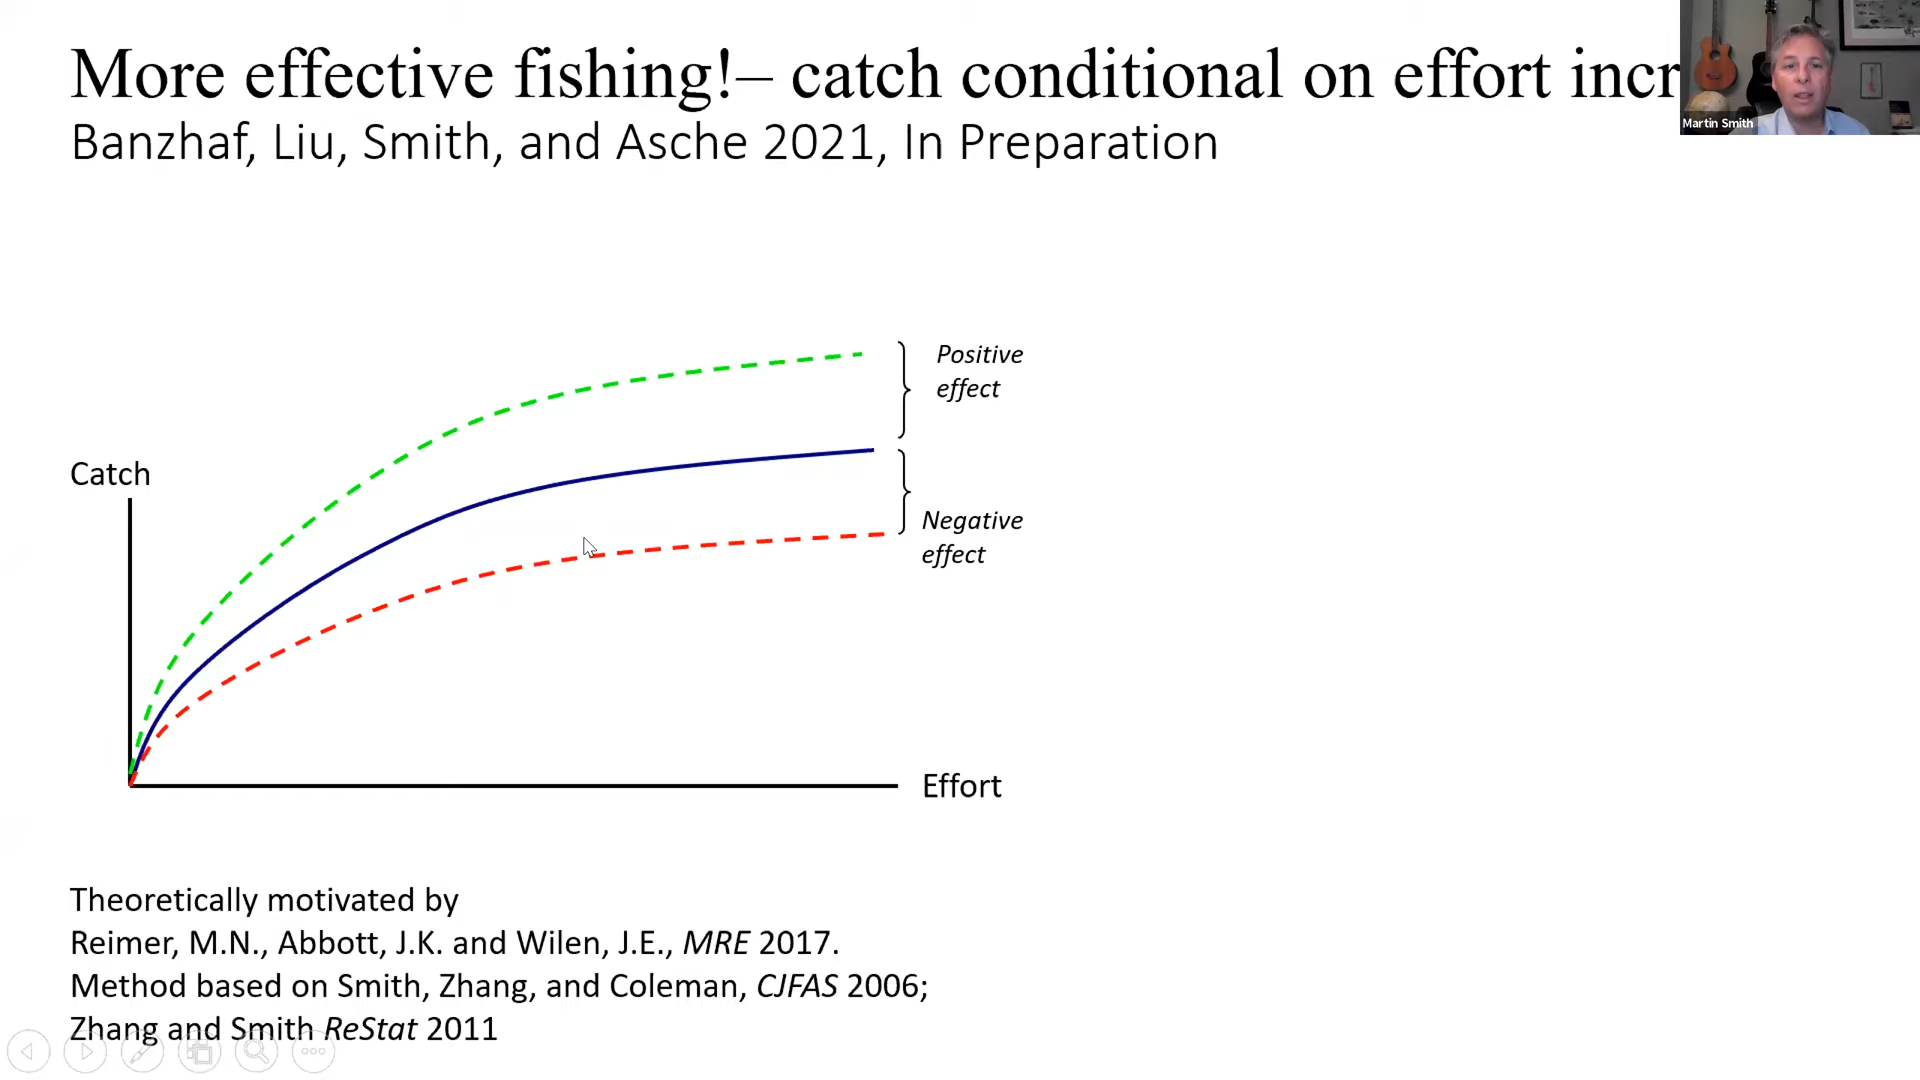 More effective fishing!– catch conditional on effort incr
Banzhaf, Liu, Smith, and Asche 2021, In Preparation
Martin Smith
Positive
effect
Catch
Negative
effect
Effort
Theoretically motivated by
Reimer, M.N., Abbott, J.K. and Wilen, J.E., MRE 2017.
Method based on Smith, Zhang, and Coleman, CJFAS 2006;
Zhang and Smith ReStat 2011